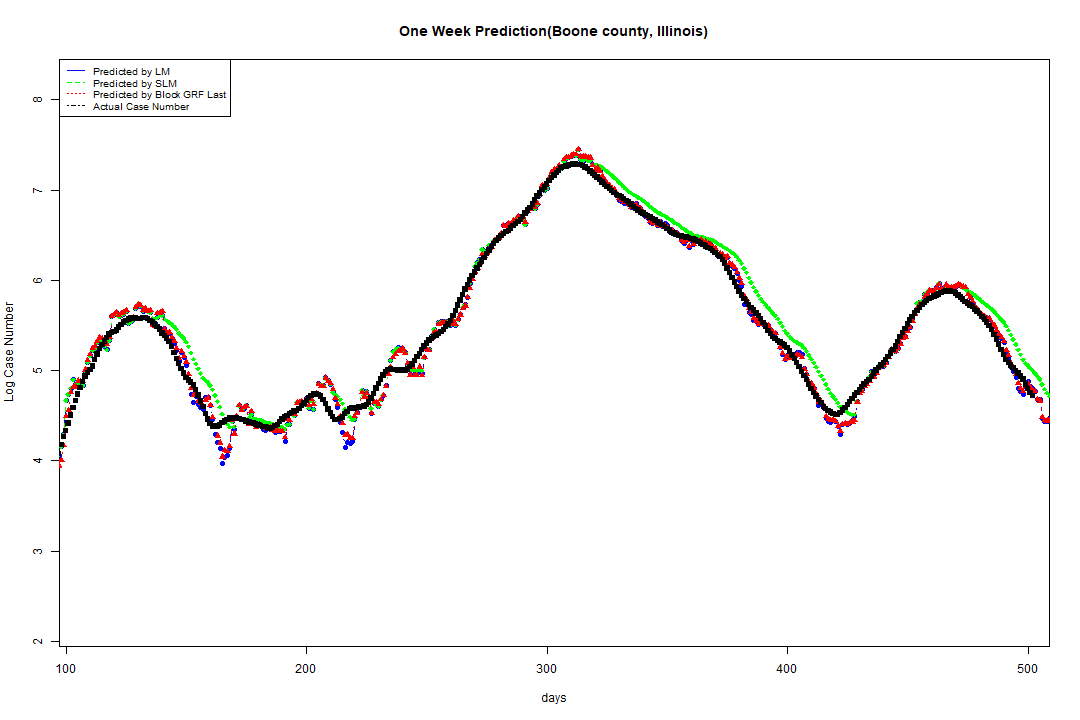 One Week Prediction(Boone county, Illinois)
Predicted by LM
Predicted by SLM
Predicted by Block GRF Last
Actual Case Number
8
7
6
5
4
3
2
Log Case Number
100 200 300 400 500
days